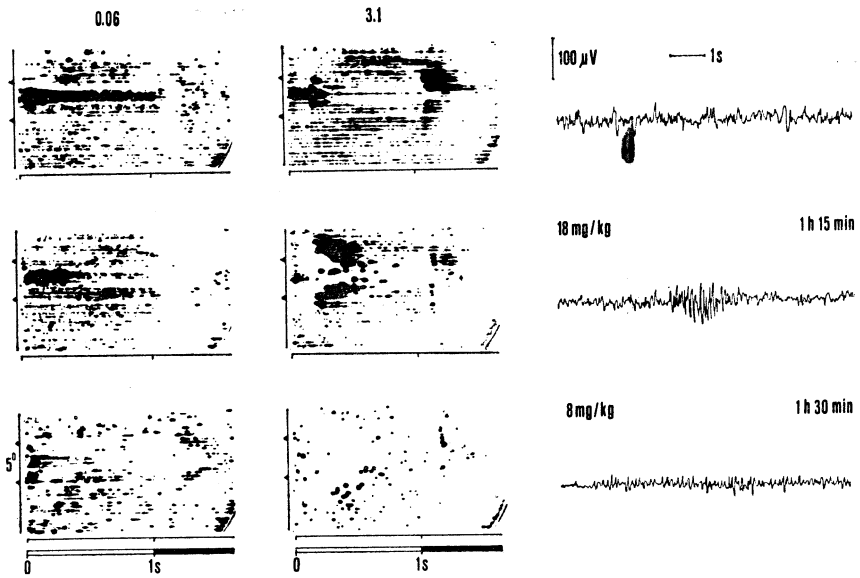 0.06 3.1
100 μV 1s
18 mg/kg 1 h 15 min
8 mg/kg 1 h 30 min
5°
0 1s 0 1s